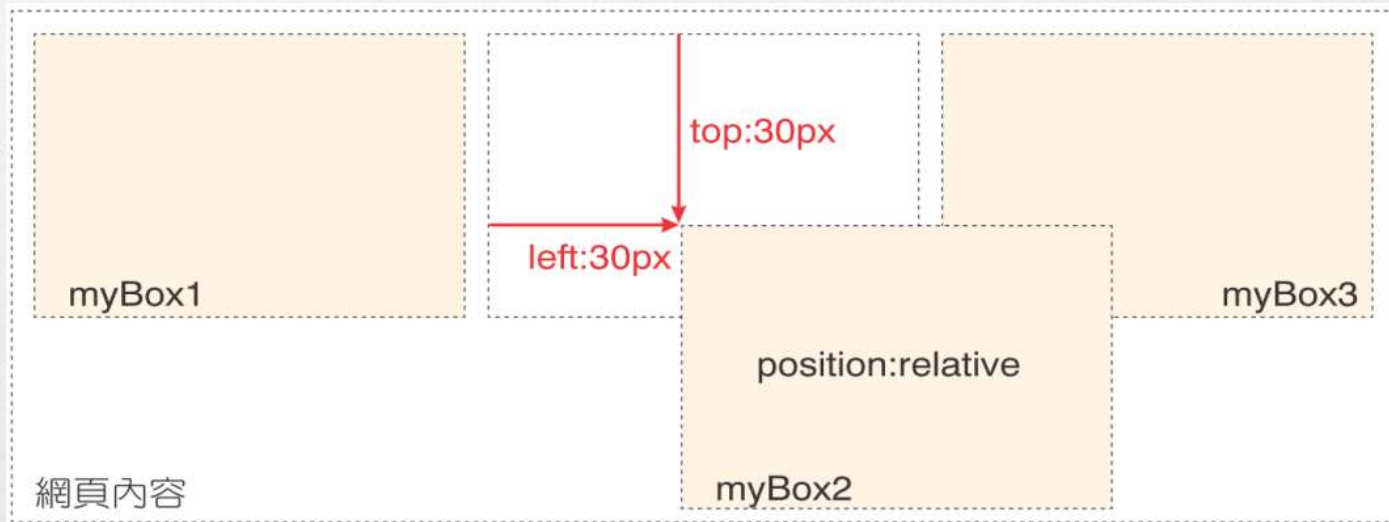 top:30px
left:30px
myBox1
myBox3
position:relative
網頁內容
myBox2